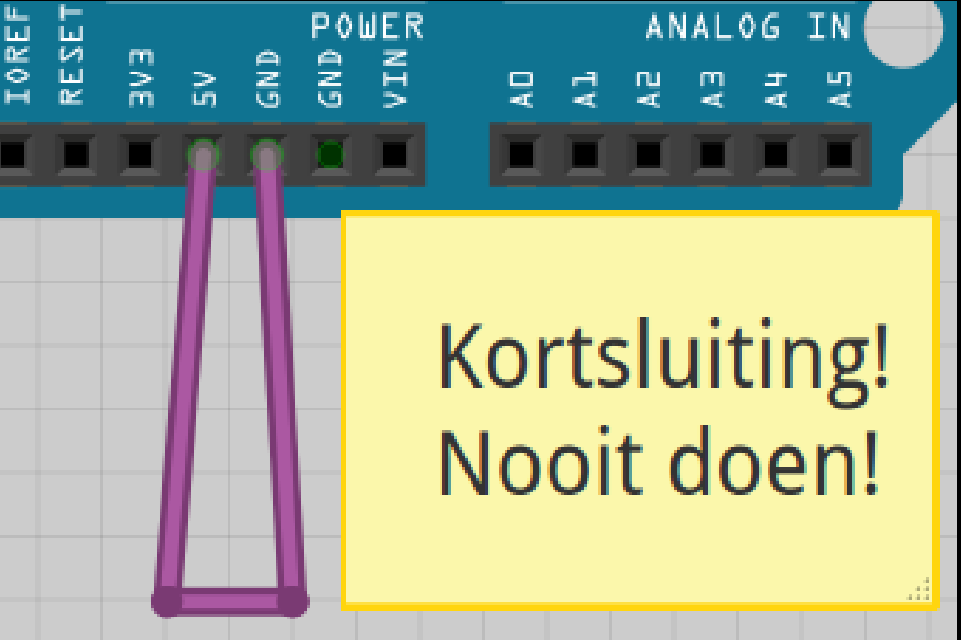 POWER
ANALOG IN
IOREF
RESET
3V3
5V
GND
GND
VIN
A0
A1
A2
A3
A4
A5
Kortsluiting!
Nooit doen!